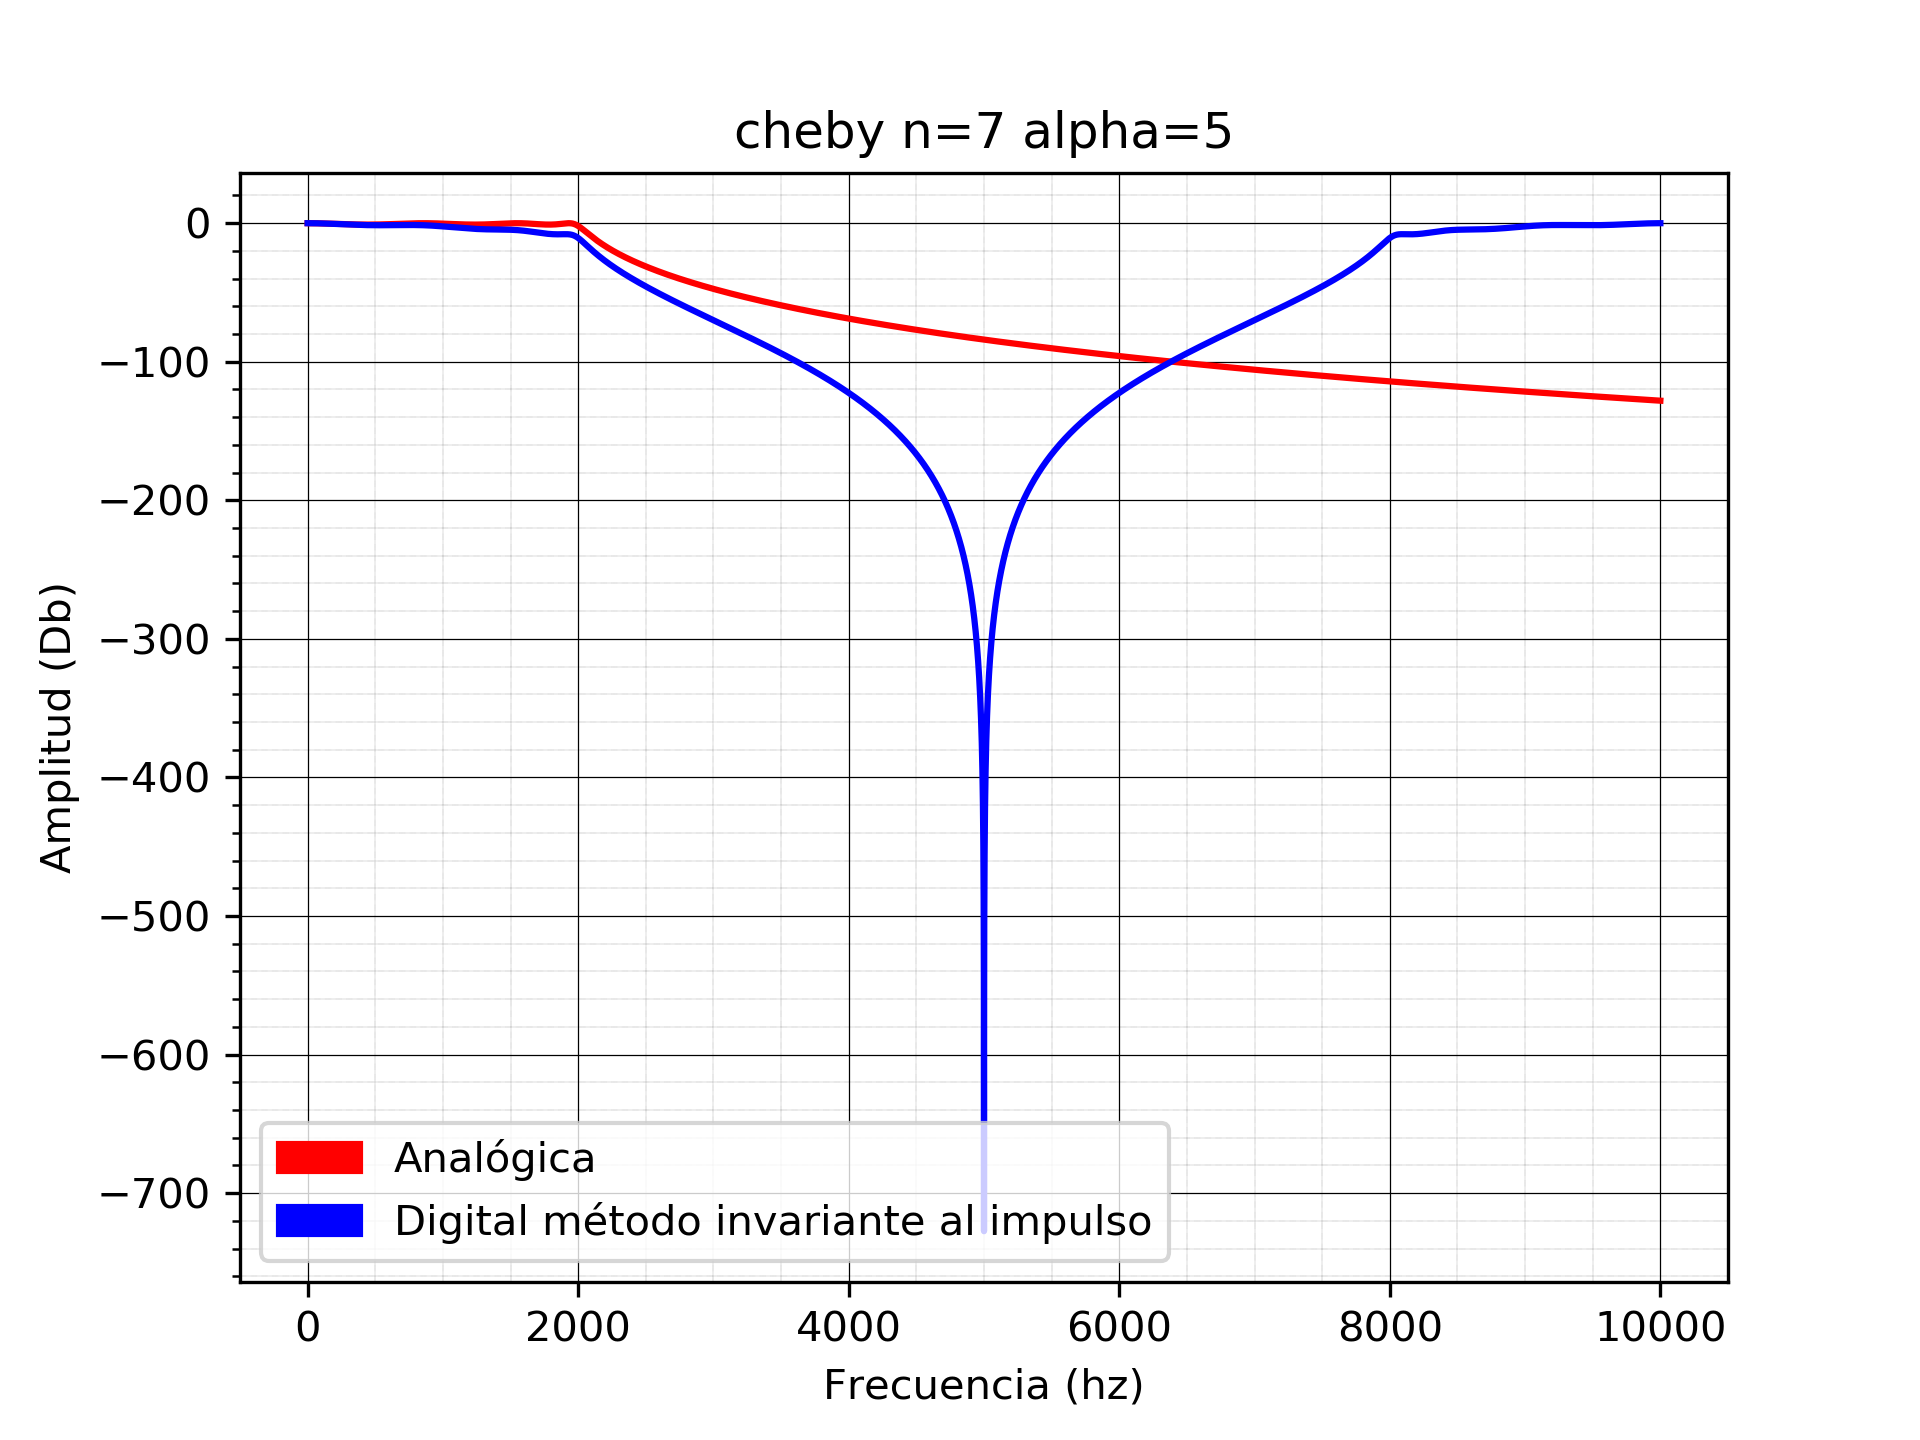 cheby n=7 alpha=5
0
−100
−200
−300
−400
−500
−600
−700
Amplitud (Db)
Analógica
Digital método invariante al impulso
0 2000 4000 6000 8000 10000
Frecuencia (hz)